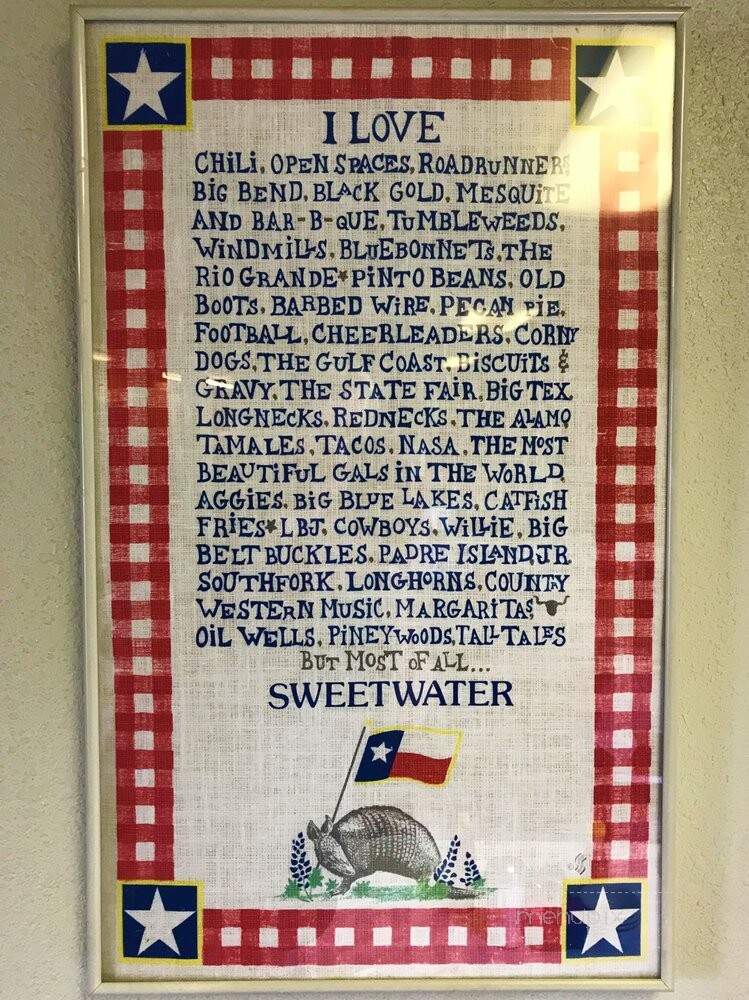 I LOVE
CHiLi. OPEN SPACES. ROADRUNNERS
BIG BEND. BLACK GOLD. MESQUITE
AND BAR-B-QUE. TUMBLEWEEDS.
WINDMILLS. BLUEBONNETS. THE
RIO GRANDE★PINTO BEANS. OLD
BOOTS. BARBED WIRE. PECAN PIE.
FOOTBALL. CHEERLEADERS. CORNY
DOGS. THE GULF COAST. BISCUITS &
GRAVY. THE STATE FAIR. BIG TEX.
LONGNECKS. REDNECKS. THE ALAMO
TAMALES. TACOS. NASA. THE MOST
BEAUTIFUL GALS in THE WORLD.
AGGIES. BIG BLUE LAKES. CATFISH
FRIES★LBJ. COWBOYS. WILLIE. BIG
BELT BUCKLES. PADRE ISLAND. JR.
SOUTHFORK. LONGHORNS. COUNTRY
WESTERN MUSIC. MARGARITAS
OIL WELLS. PINEY WOODS. TALL TALES
BUT MOST OF ALL...
SWEETWATER
menupix